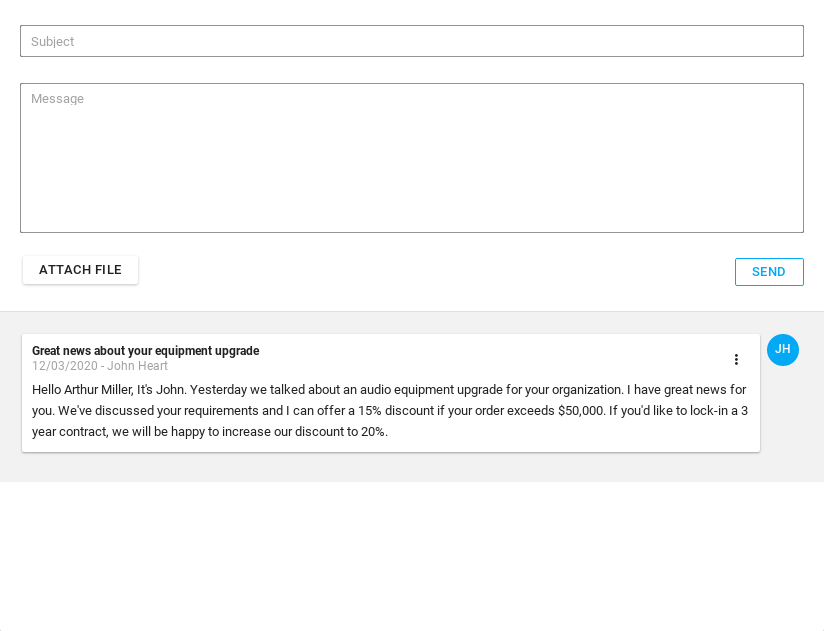 Subject
Message
ATTACH FILE
SEND
Great news about your equipment upgrade
12/03/2020 - John Heart
JH
Hello Arthur Miller, It's John. Yesterday we talked about an audio equipment upgrade for your organization. I have great news for
you. We've discussed your requirements and I can offer a 15% discount if your order exceeds $50,000. If you'd like to lock-in a 3
year contract, we will be happy to increase our discount to 20%.